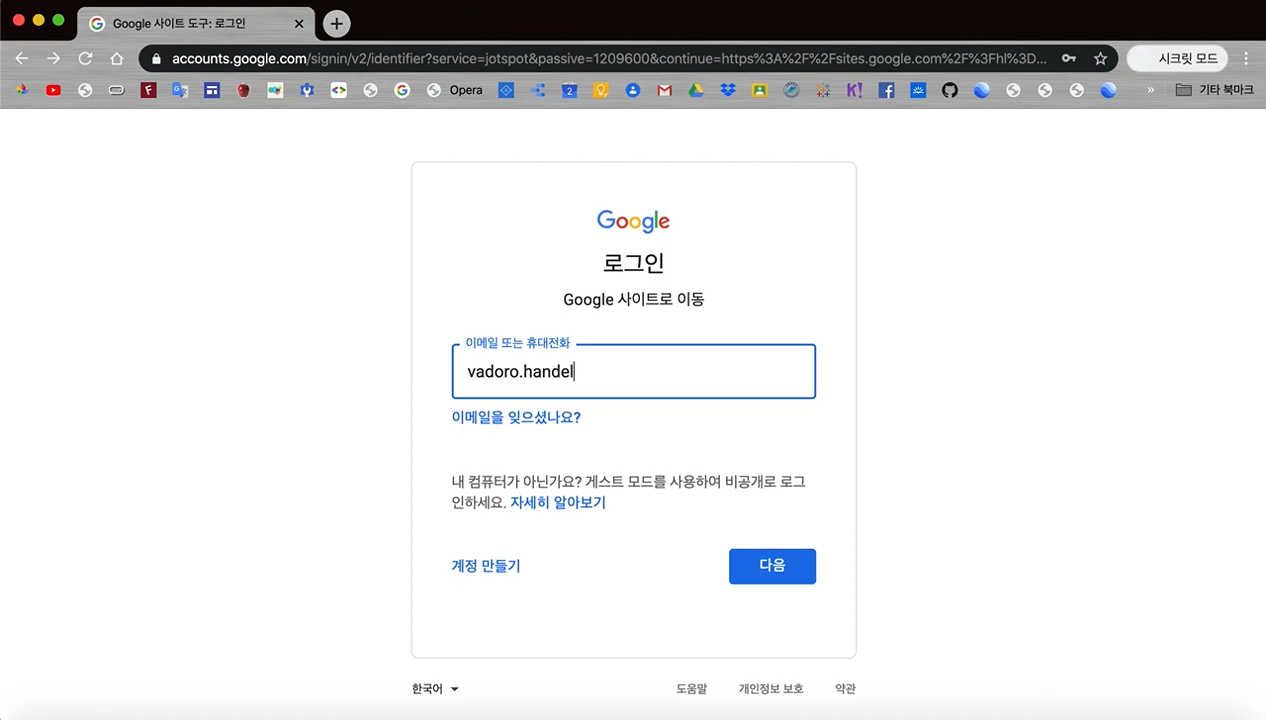 Google 사이트 도구: 로그인
accounts.google.com/signin/v2/identifier?service=jotspot&passive=1209600&continue=https%3A%2F%2Fsites.google.com%2F%3Fhl%3D...
시크릿 모드
Opera
기타 북마크
Google
로그인
Google 사이트로 이동
이메일 또는 휴대전화
vadoro.handel
이메일을 잊으셨나요?
내 컴퓨터가 아닌가요? 게스트 모드를 사용하여 비공개로 로그
인하세요. 자세히 알아보기
계정 만들기
다음
한국어
도움말
개인정보 보호
약관